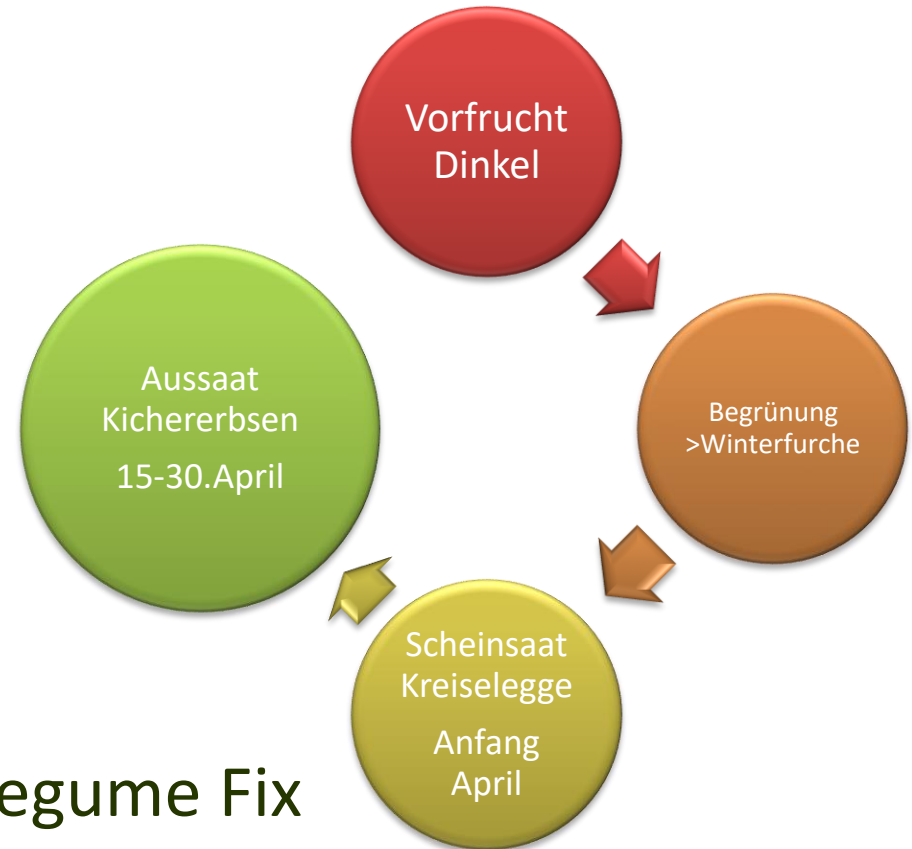 Vorfrucht
Dinkel
Begrünung
>Winterfurche
Scheinsaat
Kreiselegge
Anfang
April
Aussaat
Kichererbsen
15-30.April
egume Fix